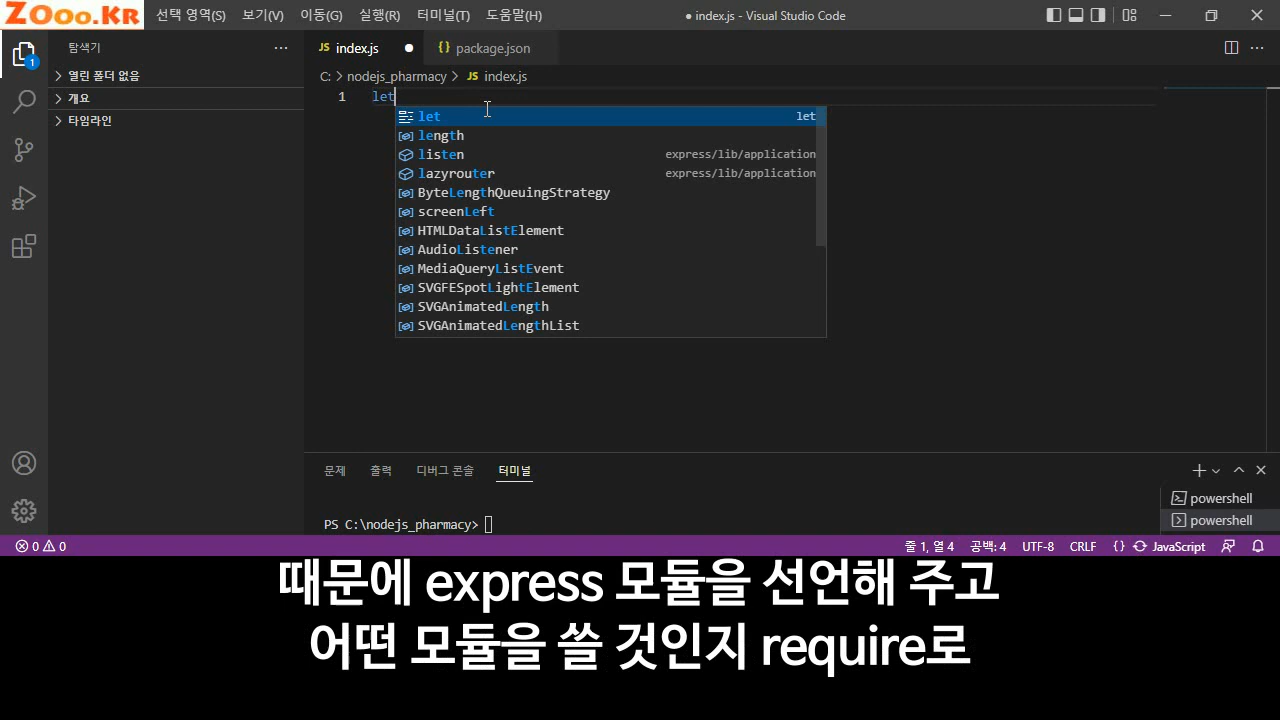 ZOoo.Kr
선택 영역(S) 보기(V) 이동(G) 실행(R) 터미널(T) 도움말(H)
● index.js - Visual Studio Code
탐색기
1
열린 폴더 없음
개요
타임라인
JS index.js ●
{} package.json
C: > nodejs_pharmacy > JS index.js
1 let
let let
length
listen express/lib/application
lazyrouter express/lib/application
ByteLengthQueuingStrategy
screenLeft
HTMLDataListElement
AudioListener
MediaQueryListEvent
SVGFESpotLightElement
SVGAnimatedLength
SVGAnimatedLengthList
문제 출력 디버그 콘솔 터미널
powershell
powershell
PS C:\nodejs_pharmacy>
0 0
줄 1, 열 4 공백: 4 UTF-8 CRLF {} JavaScript
때문에 express 모듈을 선언해 주고
어떤 모듈을 쓸 것인지 require로